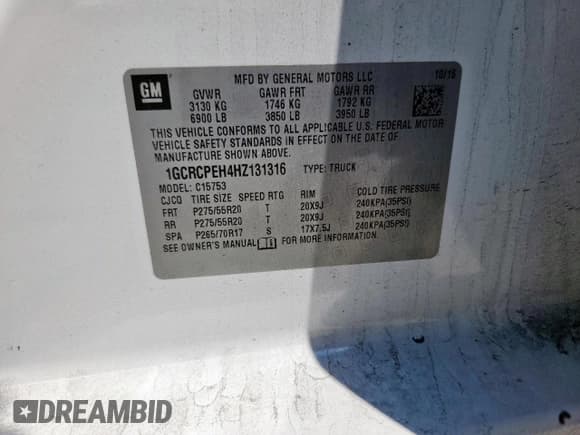 GM
MFD BY GENERAL MOTORS LLC 10/16
GVWR GAWR FRT GAWR RR
3130 KG 1746 KG 1792 KG
6900 LB 3850 LB 3950 LB
THIS VEHICLE CONFORMS TO ALL APPLICABLE U.S. FEDERAL MOTOR
VEHICLE SAFETY STANDARDS IN EFFECT ON THE DATE OF
MANUFACTURE SHOWN ABOVE.
1GCRCPEH4HZ131316 TYPE: TRUCK
MODEL: C15753
CJCQ TIRE SIZE SPEED RTG RIM COLD TIRE PRESSURE
FRT P275/55R20 T 20X9J 240KPA(35PSI)
RR P275/55R20 T 20X9J 240KPA(35PSI)
SPA P265/70R17 S 17X7.5J 240KPA(35PSI)
SEE OWNER'S MANUAL FOR MORE INFORMATION.
DREAMBID